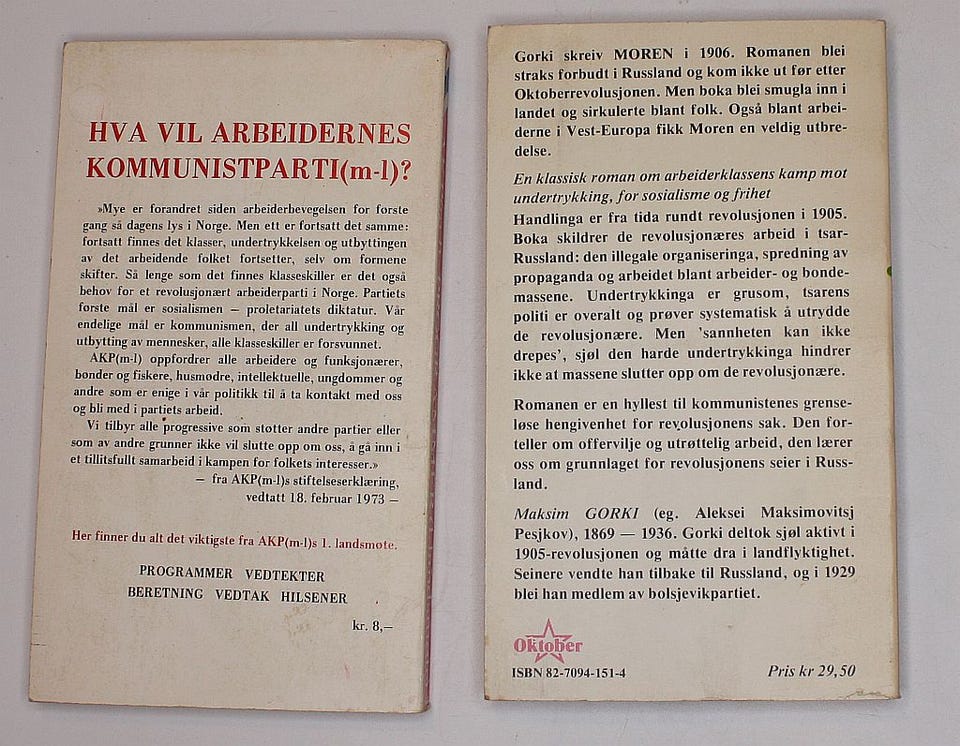 HVA VIL ARBEIDERNES
KOMMUNISTPARTI(m-l)?
»Mye er forandret siden arbeiderbevegelsen for forste
gang så dagens lys i Norge. Men ett er fortsatt det samme:
fortsatt finnes det klasser, undertrykkelsen og utbyttingen
av det arbeidende folket fortsetter, selv om formene
skifter. Så lenge som det finnes klasseskiller er det også
behov for et revolusjonært arbeiderparti i Norge. Partiets
første mål er sosialismen – proletariatets diktatur. Vår
endelige mål er kommunismen, der all undertrykking og
utbytting av mennesker, alle klasseskiller er forsvunnet.
AKP(m-l) oppfordrer alle arbeidere og funksjonærer,
bønder og fiskere, husmodre, intellektuelle, ungdommer og
andre som er enige i vår politikk til å ta kontakt med oss
og bli med i partiets arbeid.
Vi tilbyr alle progressive som støtter andre partier eller
som av andre grunner ikke vil slutte opp om oss, å gå inn i
et tillitsfullt samarbeid i kampen for folkets interesser.»
– fra AKP(m-l)s stiftelseserklæring,
vedtatt 18. februar 1973 –
Her finner du alt det viktigste fra AKP(m-l)s 1. landsmøte.
PROGRAMMER VEDTEKTER
BERETNING VEDTAK HILSENER
kr. 8,–
Gorki skreiv MOREN i 1906. Romanen blei
straks forbudt i Russland og kom ikke ut før etter
Oktoberrevolusjonen. Men boka blei smugla inn i
landet og sirkulerte blant folk. Også blant arbei-
derne i Vest-Europa fikk Moren en veldig utbre-
delse.
En klassisk roman om arbeiderklassens kamp mot
undertrykking, for sosialisme og frihet
Handlinga er fra tida rundt revolusjonen i 1905.
Boka skildrer de revolusjonæres arbeid i tsar-
Russland: den illegale organiseringa, spredning av
propaganda og arbeidet blant arbeider- og bonde-
massene. Undertrykkinga er grusom, tsarens
politi er overalt og prøver systematisk å utrydde
de revolusjonære. Men 'sannheten kan ikke
drepes', sjøl den harde undertrykkinga hindrer
ikke at massene slutter opp om de revolusjonære.
Romanen er en hyllest til kommunistenes grense-
løse hengivenhet for revolusjonens sak. Den for-
teller om offervilje og utrøttelig arbeid, den lærer
oss om grunnlaget for revolusjonens seier i Russ-
land.
Maksim GORKI (eg. Aleksei Maksimovitsj
Pesjkov), 1869 — 1936. Gorki deltok sjøl aktivt i
1905-revolusjonen og måtte dra i landflyktighet.
Seinere vendte han tilbake til Russland, og i 1929
blei han medlem av bolsjevikpartiet.
Oktober
ISBN 82-7094-151-4
Pris kr 29,50